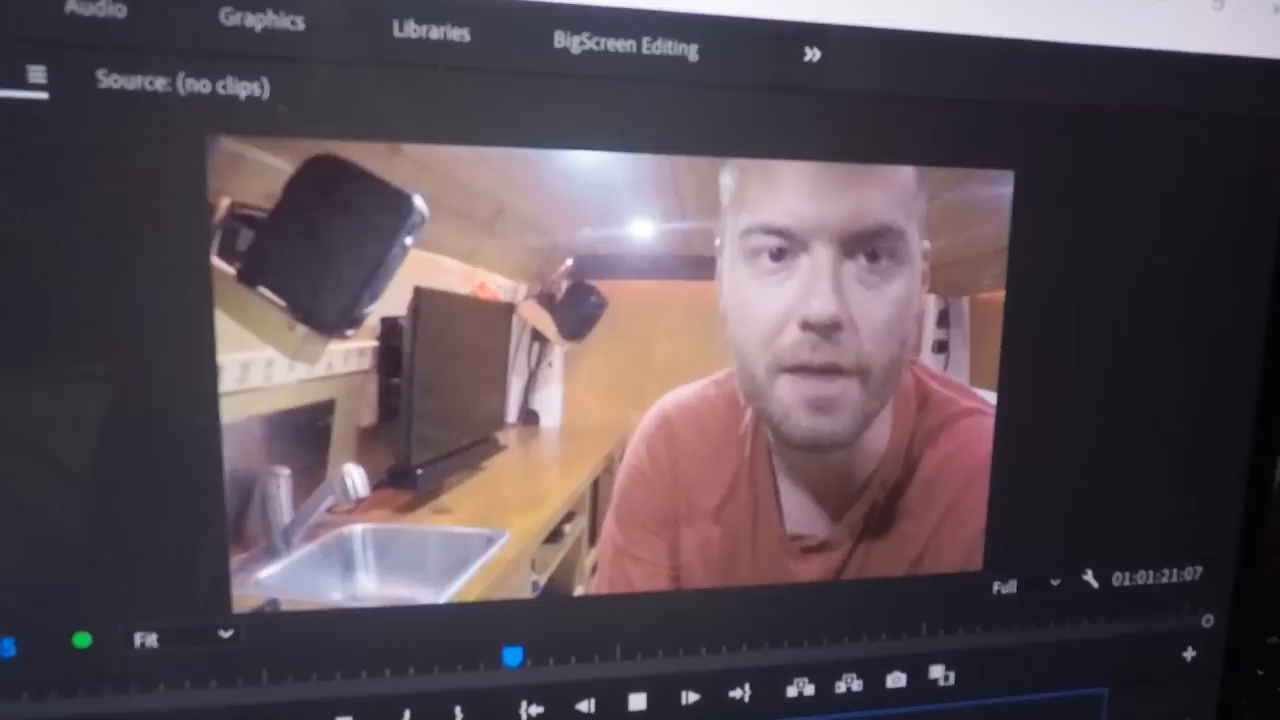 Audio
Graphics
Libraries
BigScreen Editing
Source: (no clips)
Full
01:01:21:07
Fit